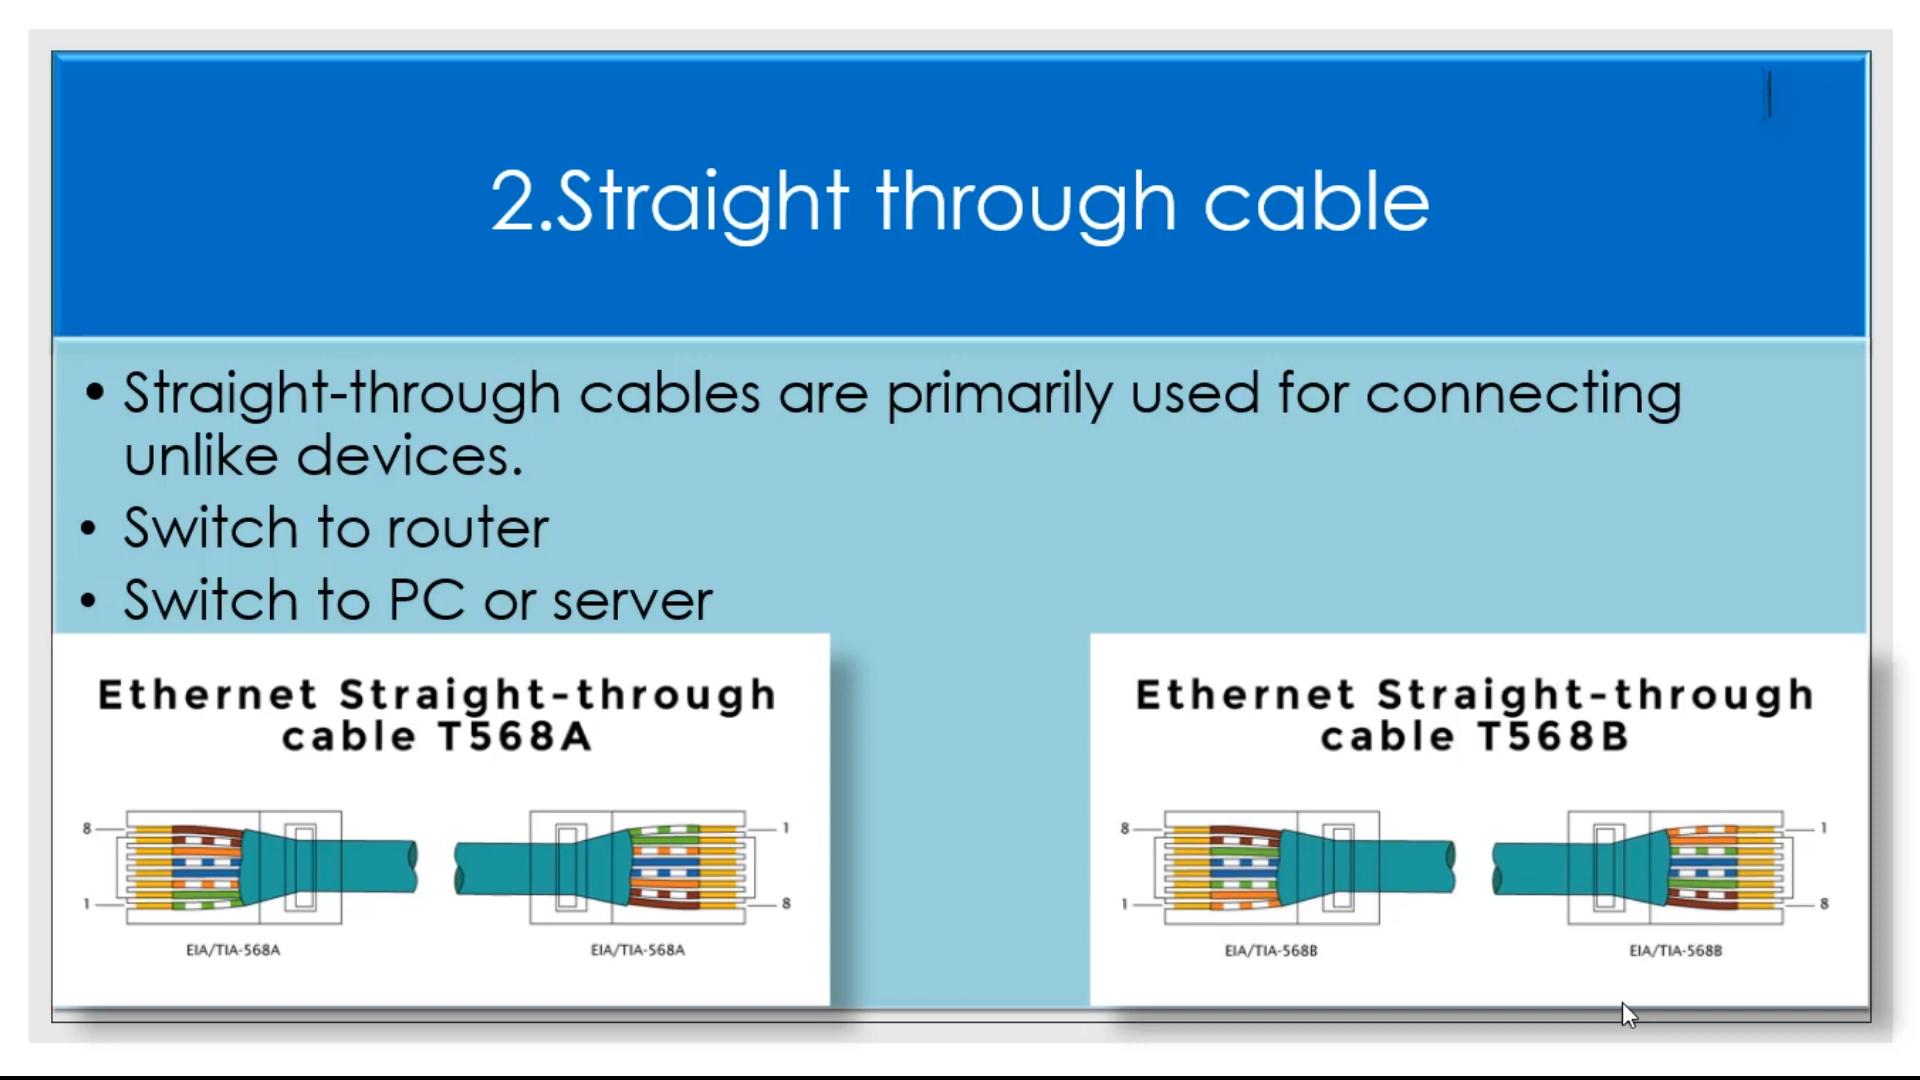 2.Straight through cable
• Straight-through cables are primarily used for connecting
unlike devices.
• Switch to router
• Switch to PC or server
Ethernet Straight-through
cable T568A
8
1
1
8
EIA/TIA-568A
EIA/TIA-568A
Ethernet Straight-through
cable T568B
8
1
1
8
EIA/TIA-568B
EIA/TIA-568B